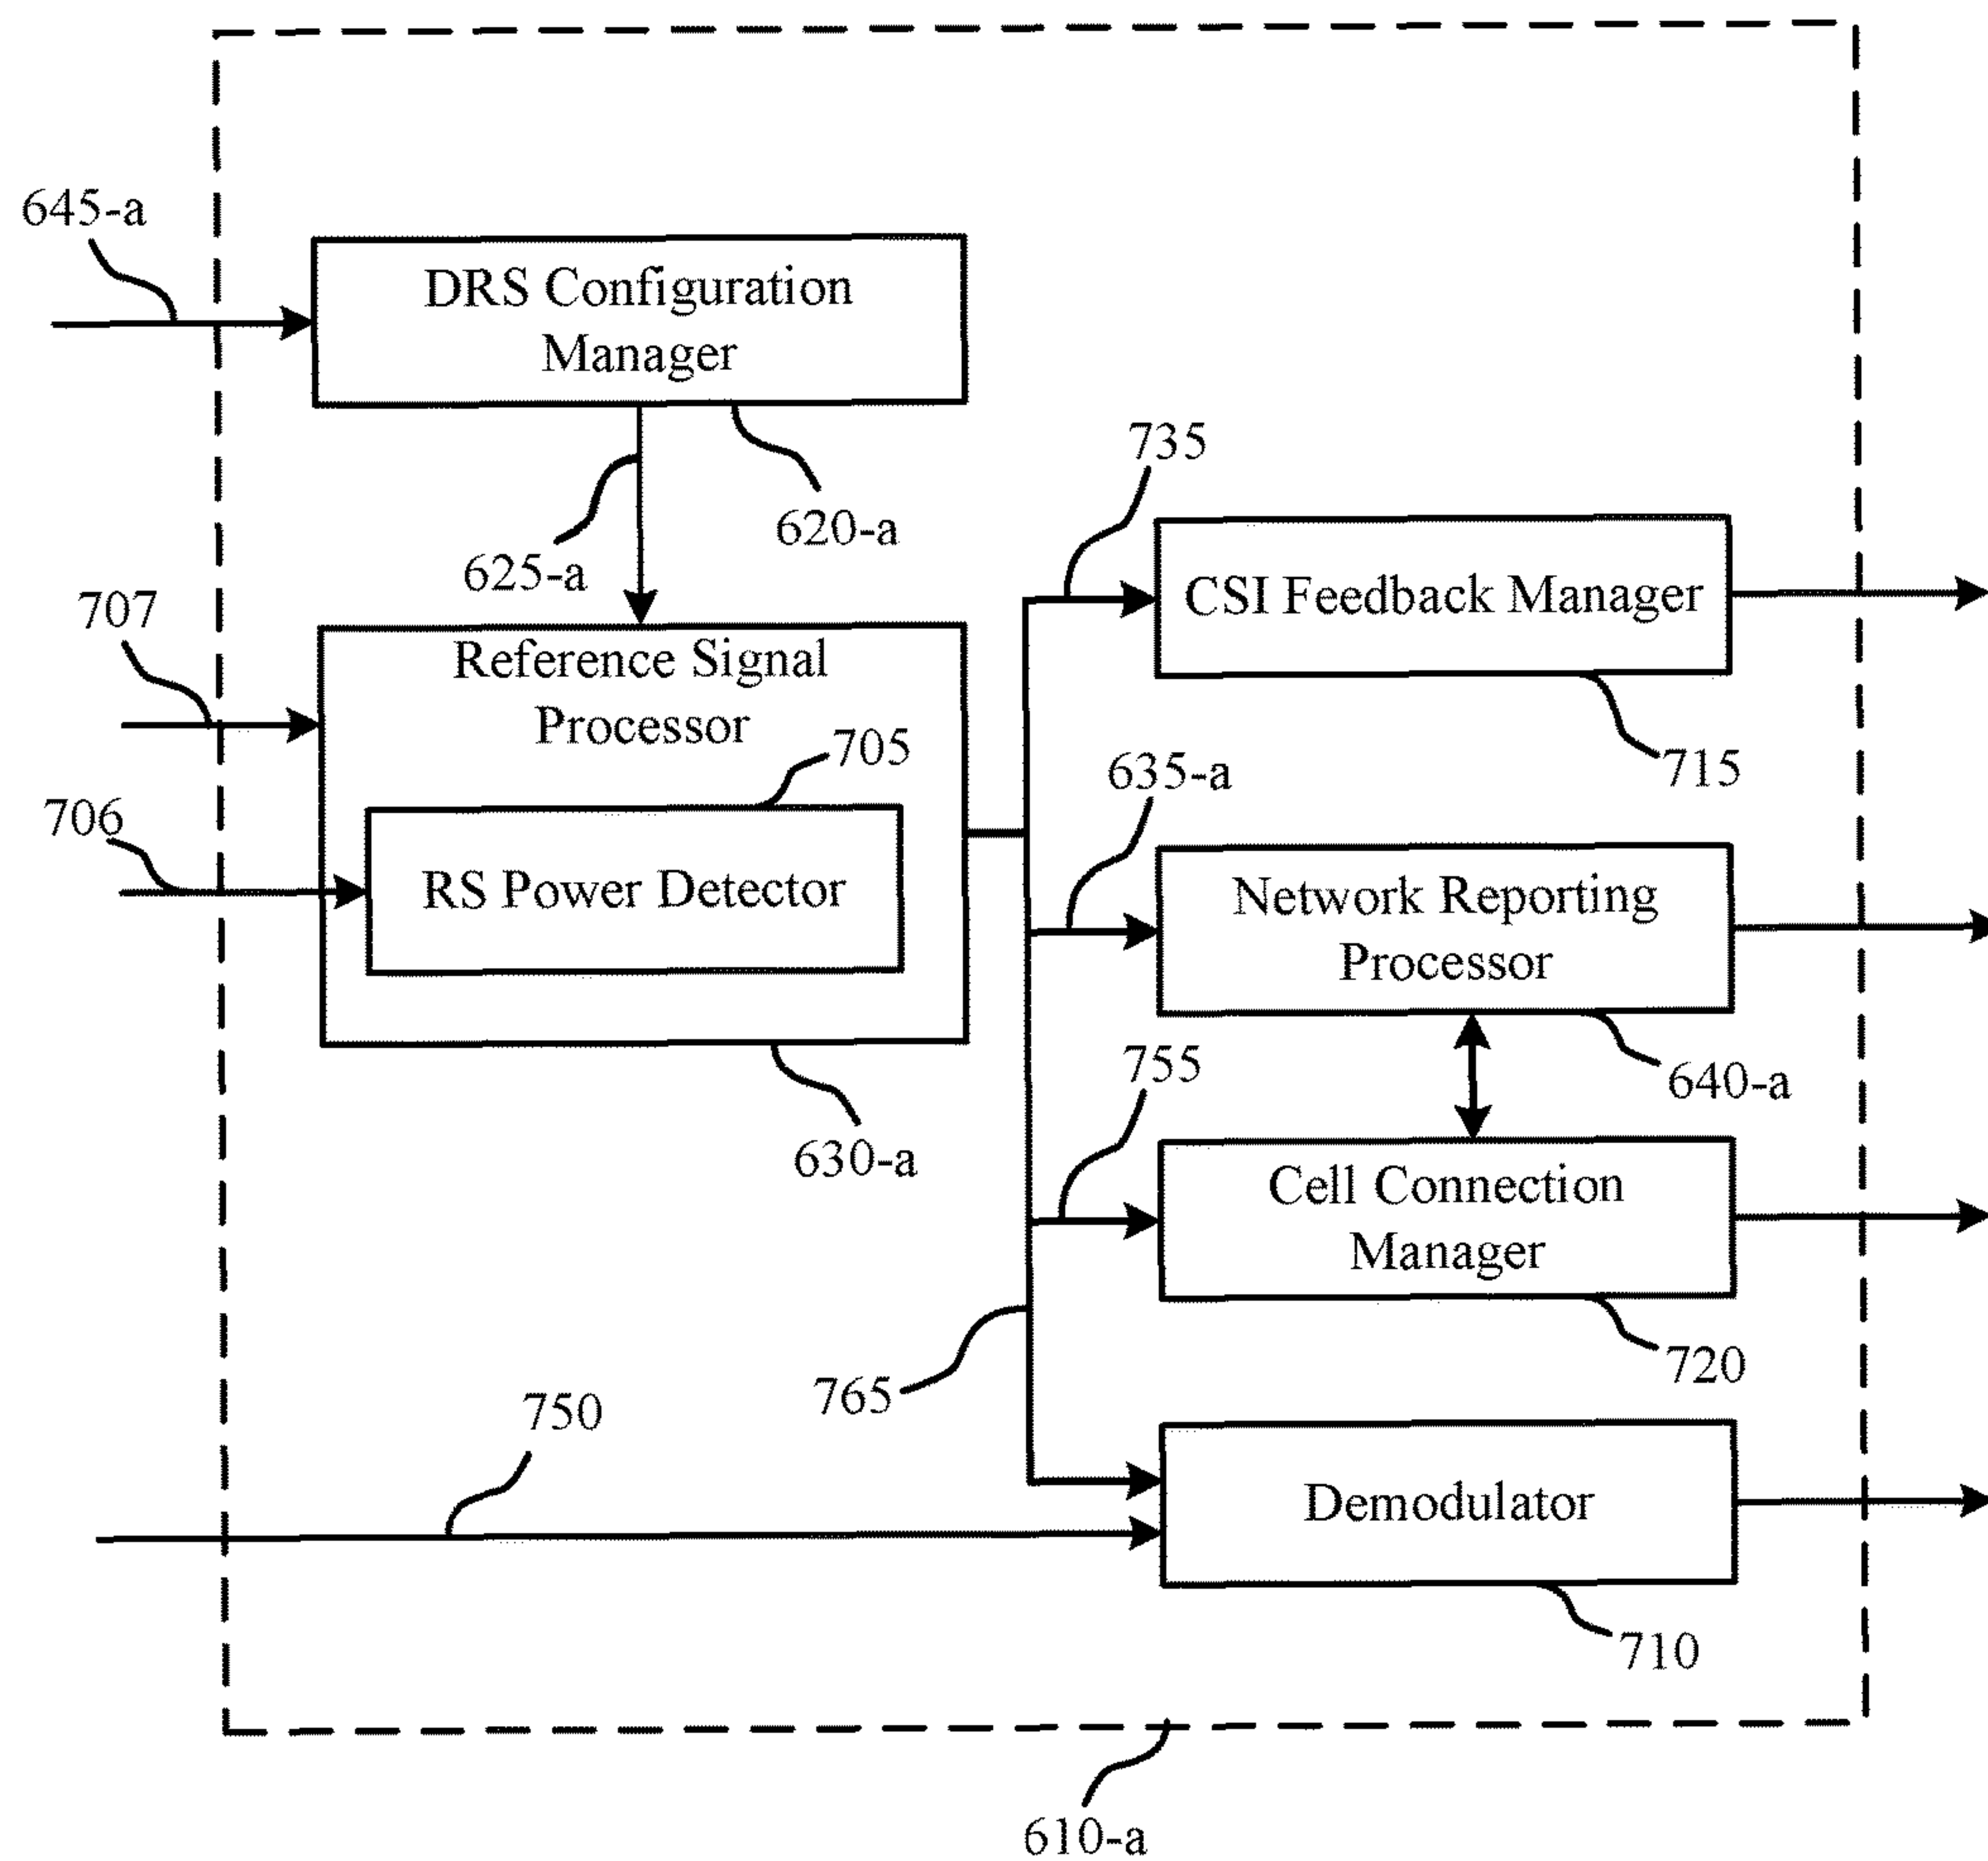 645-a
DRS Configuration
Manager
620-a
625-a
735
CSI Feedback Manager
715
707
Reference Signal
Processor
705
706
RS Power Detector
630-a
635-a
Network Reporting
Processor
640-a
755
Cell Connection
Manager
720
765
750
Demodulator
710
610-a